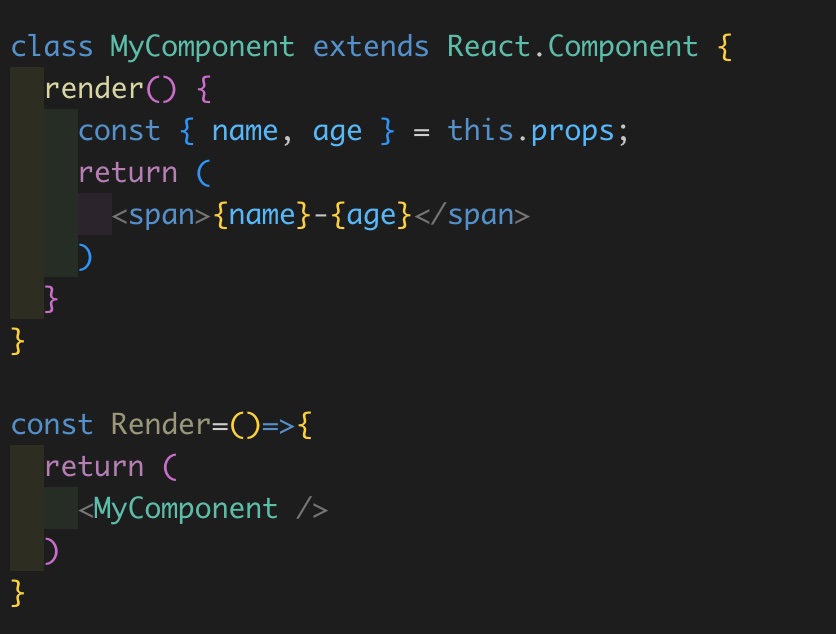 class MyComponent extends React.Component {
  render() {
    const { name, age } = this.props;
    return (
      <span>{name}-{age}</span>
    )
  }
}

const Render=()=>{
  return (
    <MyComponent />
  )
}